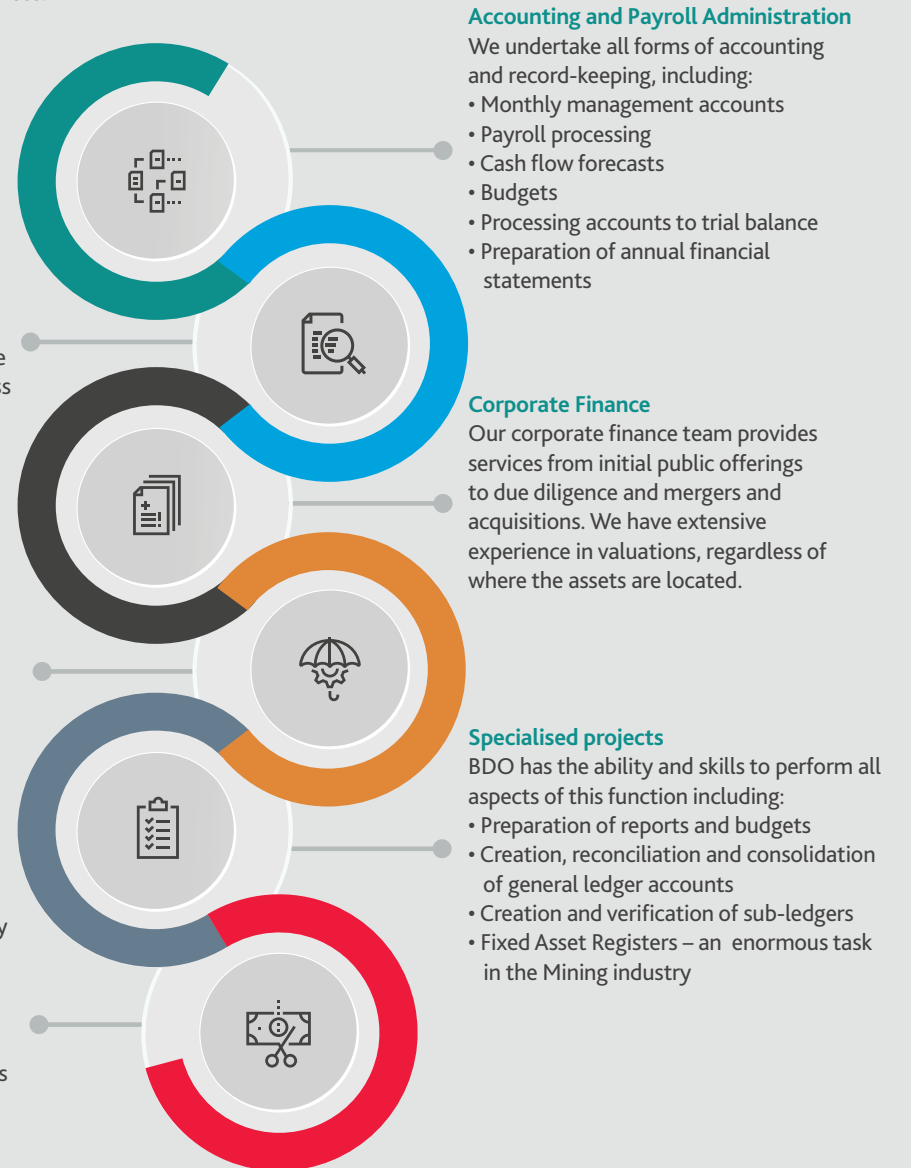 Accounting and Payroll Administration
We undertake all forms of accounting
and record-keeping, including:
• Monthly management accounts
• Payroll processing
• Cash flow forecasts
• Budgets
• Processing accounts to trial balance
• Preparation of annual financial
statements
Corporate Finance
Our corporate finance team provides
services from initial public offerings
to due diligence and mergers and
acquisitions. We have extensive
experience in valuations, regardless of
where the assets are located.
Specialised projects
BDO has the ability and skills to perform all
aspects of this function including:
• Preparation of reports and budgets
• Creation, reconciliation and consolidation
of general ledger accounts
• Creation and verification of sub-ledgers
• Fixed Asset Registers – an enormous task
in the Mining industry